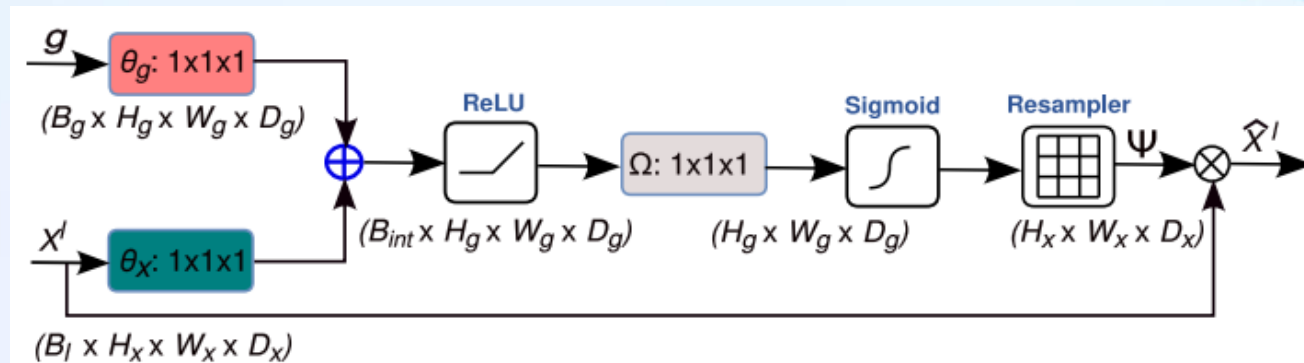 g
θg: 1x1x1
(Bg x Hg x Wg x Dg)
ReLU
Sigmoid
Resampler
Ω: 1x1x1
Ψ
X̂ˡ
(Bint x Hg x Wg x Dg)
(Hg x Wg x Dg)
(Hx x Wx x Dx)
Xˡ
θx: 1x1x1
(Bl x Hx x Wx x Dx)